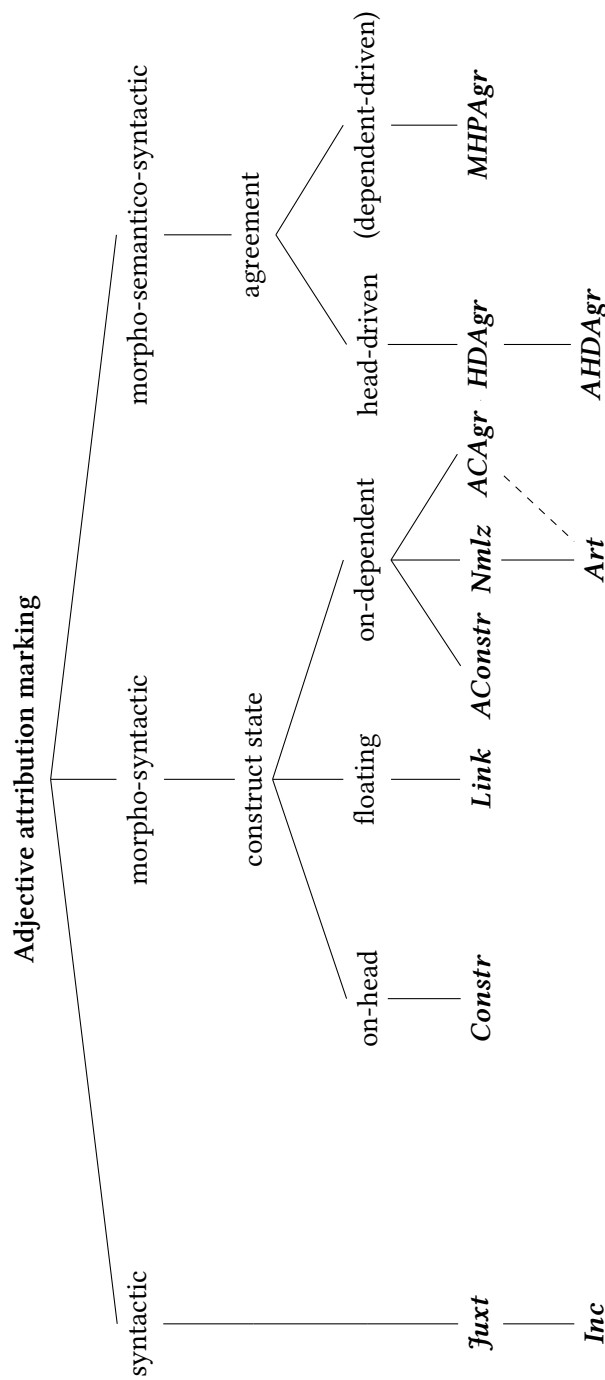 Adjective attribution marking
syntactic morpho-syntactic morpho-semantico-syntactic
construct state agreement
on-head floating on-dependent head-driven (dependent-driven)
Juxt Constr Link AConstr Nmlz ACAgr HDAgr MHPAgr
Inc Art AHDAgr